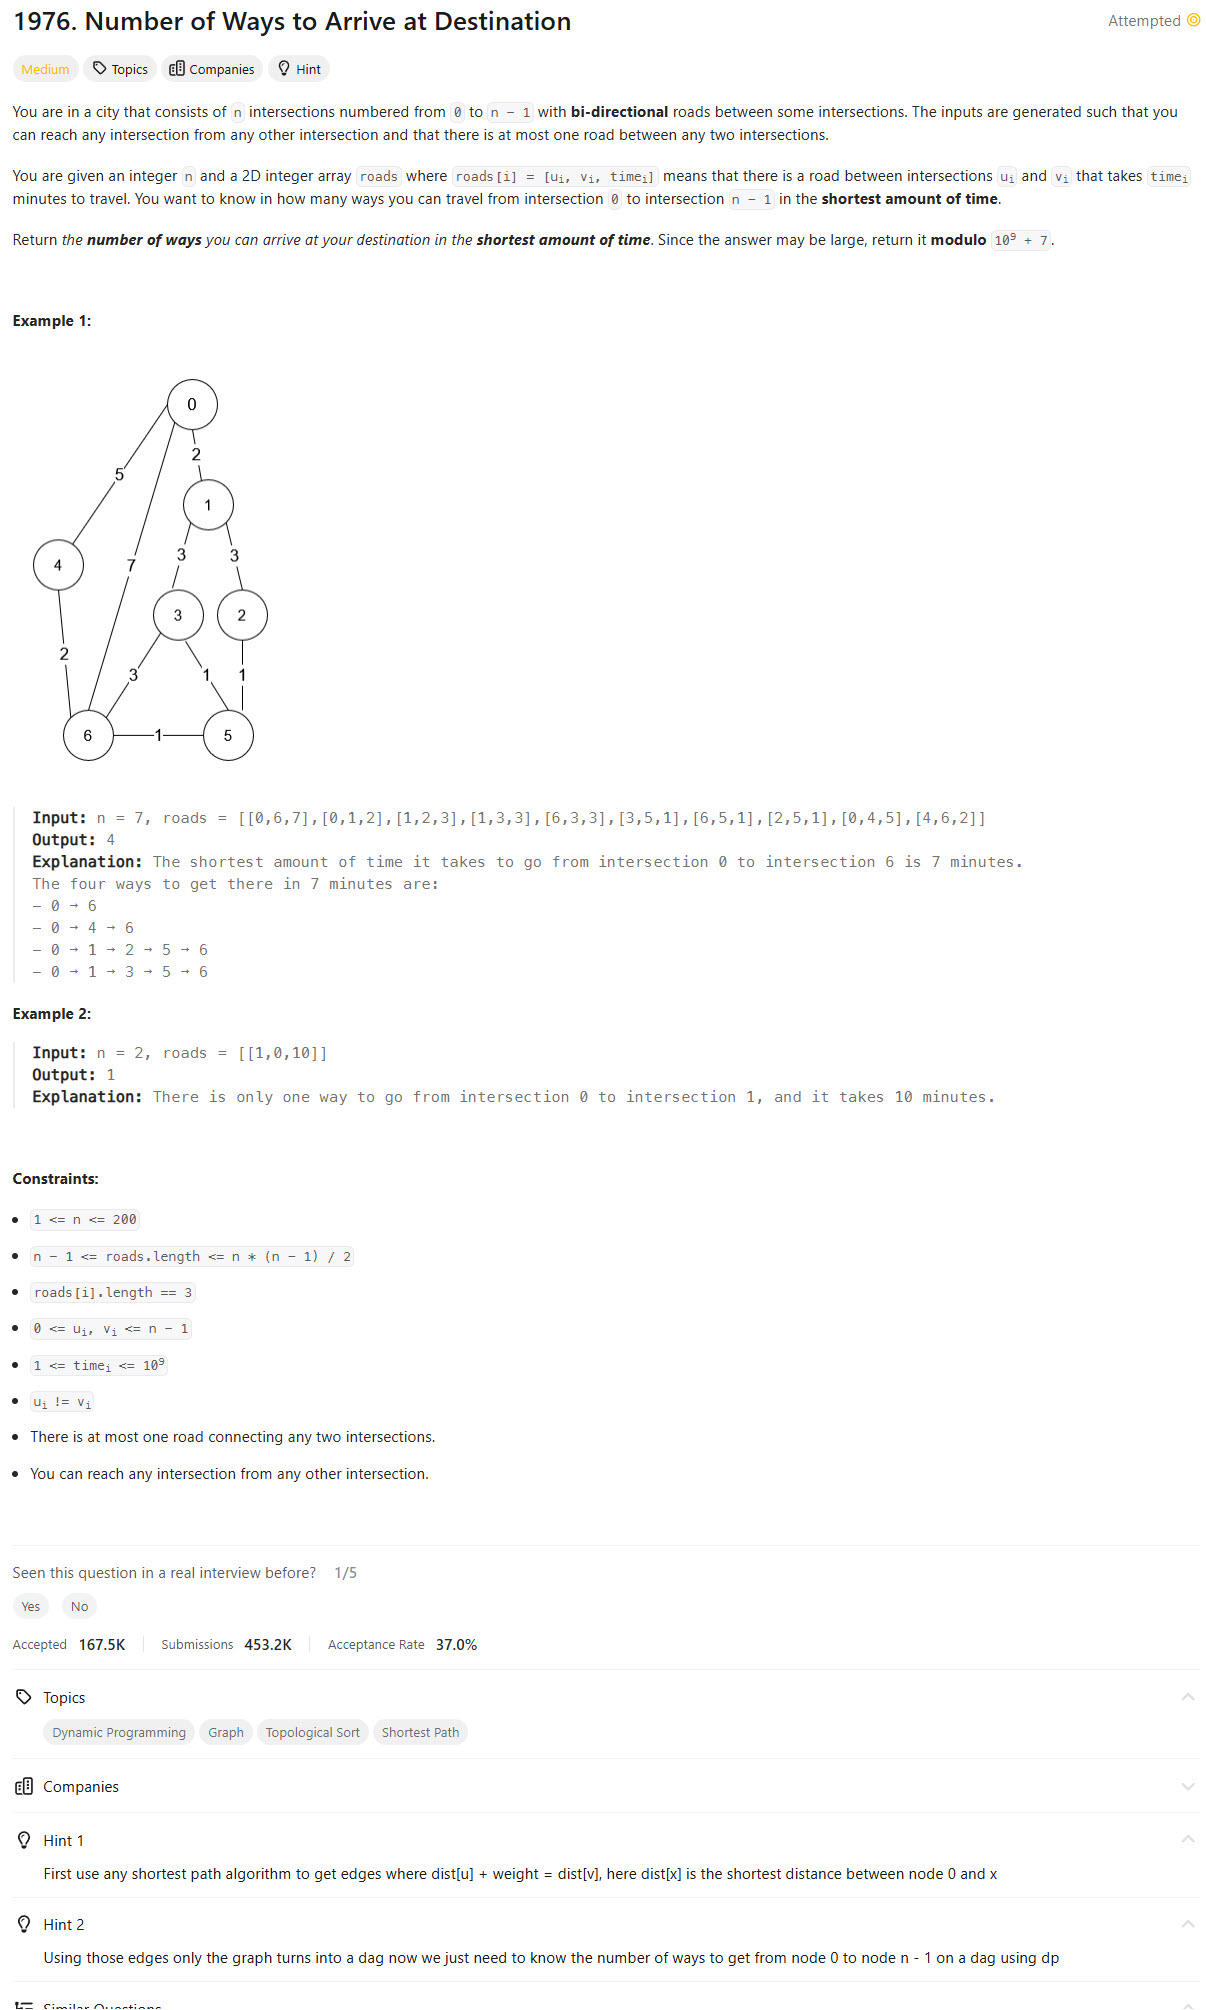 1976. Number of Ways to Arrive at Destination
Attempted
Medium Topics Companies Hint
You are in a city that consists of n intersections numbered from 0 to n - 1 with bi-directional roads between some intersections. The inputs are generated such that you
can reach any intersection from any other intersection and that there is at most one road between any two intersections.
You are given an integer n and a 2D integer array roads where roads[i] = [uᵢ, vᵢ, timeᵢ] means that there is a road between intersections uᵢ and vᵢ that takes timeᵢ
minutes to travel. You want to know in how many ways you can travel from intersection 0 to intersection n - 1 in the shortest amount of time.
Return the number of ways you can arrive at your destination in the shortest amount of time. Since the answer may be large, return it modulo 10⁹ + 7.
Example 1:
0
2
5
1
3 3
4
7
3 2
2
3
1 1
6
1
5
Input: n = 7, roads = [[0,6,7],[0,1,2],[1,2,3],[1,3,3],[6,3,3],[3,5,1],[6,5,1],[2,5,1],[0,4,5],[4,6,2]]
Output: 4
Explanation: The shortest amount of time it takes to go from intersection 0 to intersection 6 is 7 minutes.
The four ways to get there in 7 minutes are:
- 0 → 6
- 0 → 4 → 6
- 0 → 1 → 2 → 5 → 6
- 0 → 1 → 3 → 5 → 6
Example 2:
Input: n = 2, roads = [[1,0,10]]
Output: 1
Explanation: There is only one way to go from intersection 0 to intersection 1, and it takes 10 minutes.
Constraints:
• 1 <= n <= 200
• n - 1 <= roads.length <= n * (n - 1) / 2
• roads[i].length == 3
• 0 <= uᵢ, vᵢ <= n - 1
• 1 <= timeᵢ <= 10⁹
• uᵢ != vᵢ
• There is at most one road connecting any two intersections.
• You can reach any intersection from any other intersection.
Seen this question in a real interview before? 1/5
Yes No
Accepted 167.5K Submissions 453.2K Acceptance Rate 37.0%
Topics
Dynamic Programming Graph Topological Sort Shortest Path
Companies
Hint 1
First use any shortest path algorithm to get edges where dist[u] + weight = dist[v], here dist[x] is the shortest distance between node 0 and x
Hint 2
Using those edges only the graph turns into a dag now we just need to know the number of ways to get from node 0 to node n - 1 on a dag using dp
Similar Questions